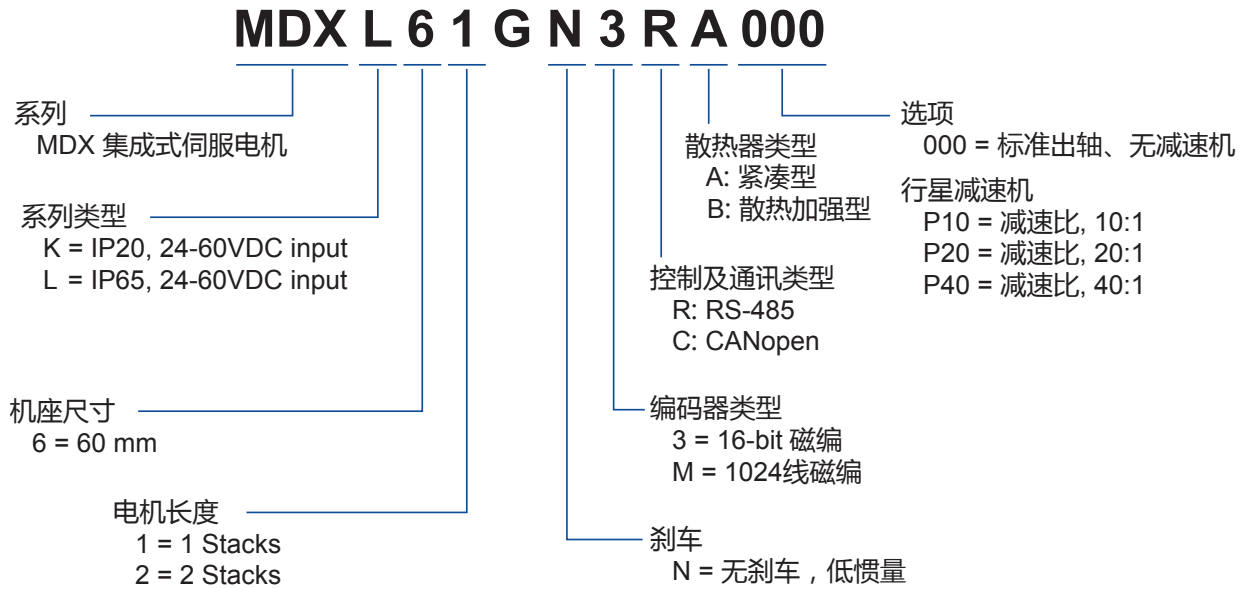 MDX L 6 1 G N 3 R A 000
系列
MDX 集成式伺服电机
系列类型
K = IP20, 24-60VDC input
L = IP65, 24-60VDC input
机座尺寸
6 = 60 mm
电机长度
1 = 1 Stacks
2 = 2 Stacks
选项
000 = 标准出轴、无减速机
行星减速机
P10 = 减速比, 10:1
P20 = 减速比, 20:1
P40 = 减速比, 40:1
散热器类型
A: 紧凑型
B: 散热加强型
控制及通讯类型
R: RS-485
C: CANopen
编码器类型
3 = 16-bit 磁编
M = 1024线磁编
刹车
N = 无刹车，低惯量